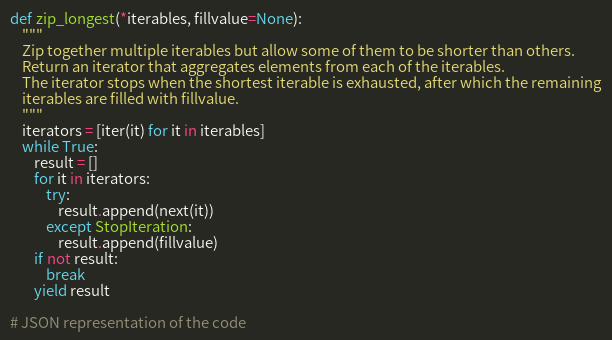 def zip_longest(*iterables, fillvalue=None):
    """
    Zip together multiple iterables but allow some of them to be shorter than others.
    Return an iterator that aggregates elements from each of the iterables.
    The iterator stops when the shortest iterable is exhausted, after which the remaining
    iterables are filled with fillvalue.
    """
    iterators = [iter(it) for it in iterables]
    while True:
        result = []
        for it in iterators:
            try:
                result.append(next(it))
            except StopIteration:
                result.append(fillvalue)
        if not result:
            break
        yield result
# JSON representation of the code